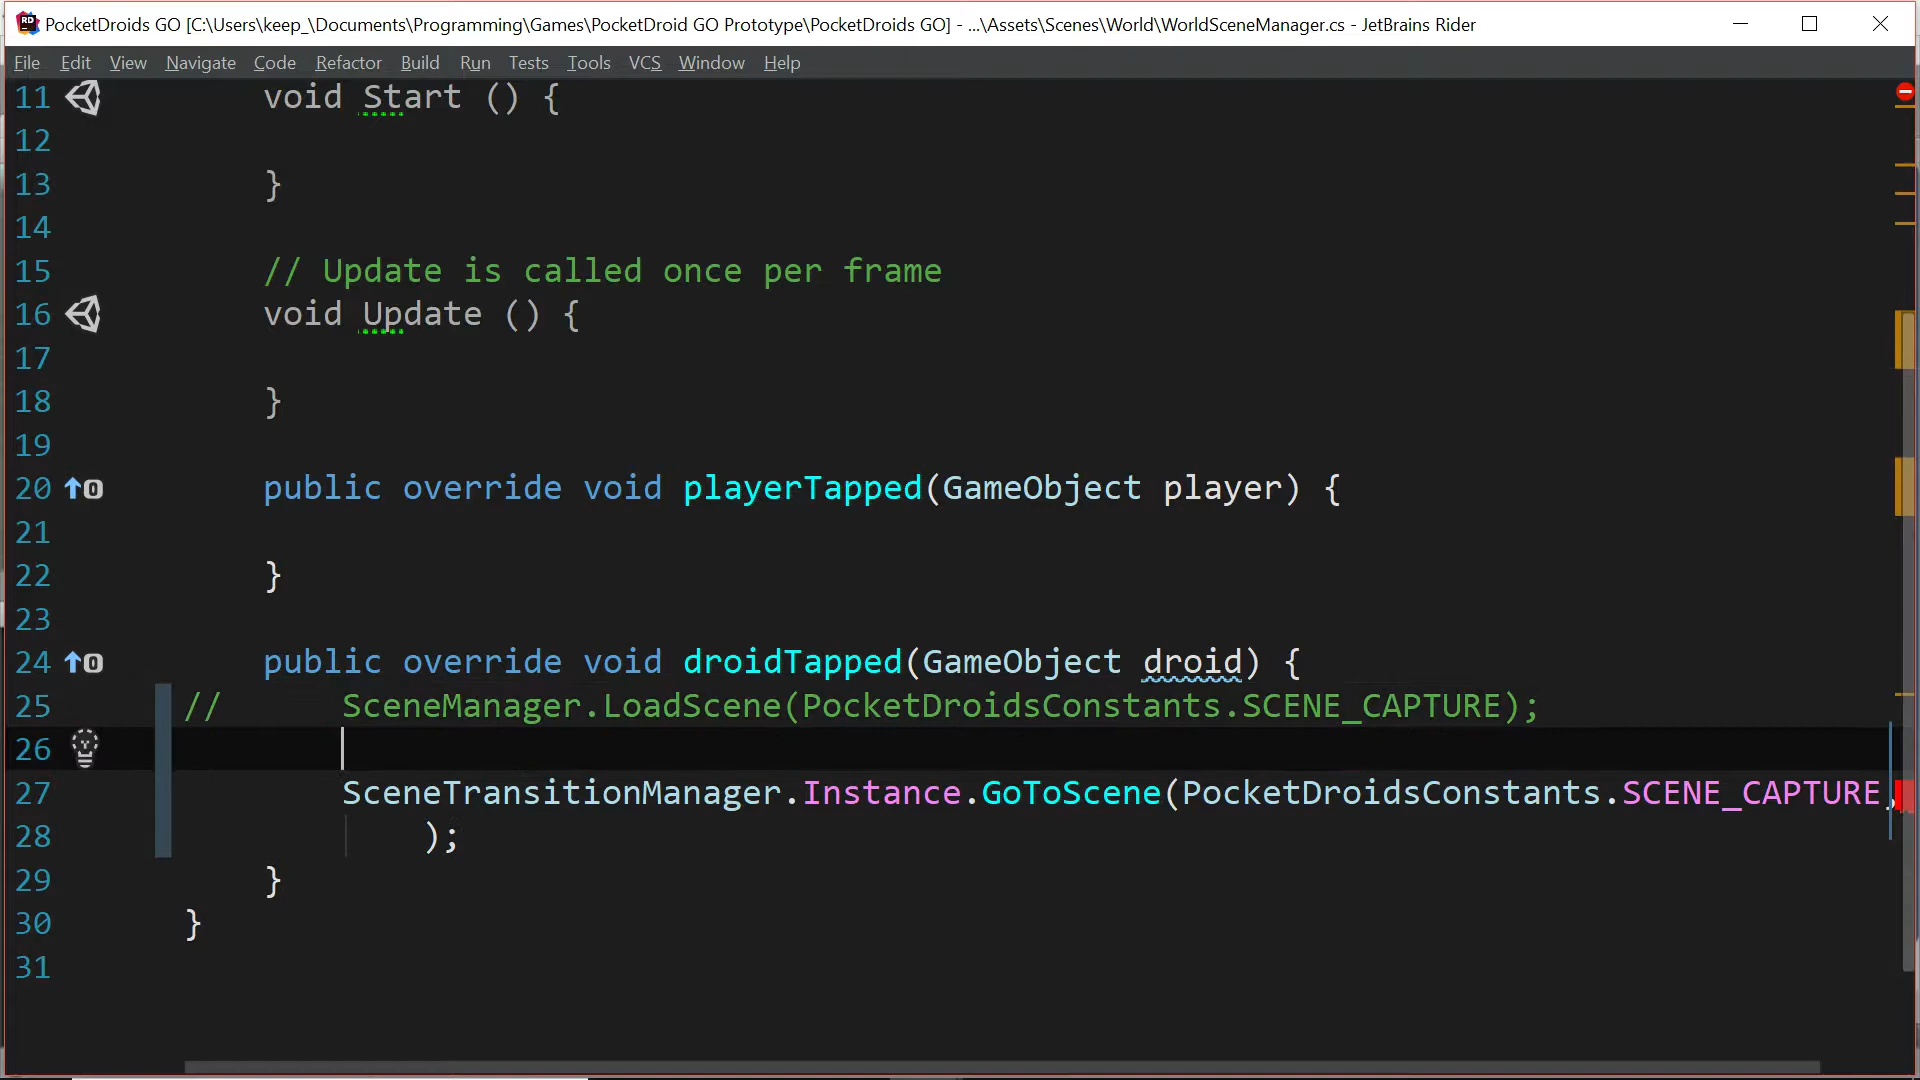 RD PocketDroids GO [C:\Users\keep_\Documents\Programming\Games\PocketDroid GO Prototype\PocketDroids GO] - ...\Assets\Scenes\World\WorldSceneManager.cs - JetBrains Rider
File Edit View Navigate Code Refactor Build Run Tests Tools VCS Window Help
11 void Start () {
12
13 }
14
15 // Update is called once per frame
16 void Update () {
17
18 }
19
20 public override void playerTapped(GameObject player) {
21
22 }
23
24 public override void droidTapped(GameObject droid) {
25 // SceneManager.LoadScene(PocketDroidsConstants.SCENE_CAPTURE);
26
27 SceneTransitionManager.Instance.GoToScene(PocketDroidsConstants.SCENE_CAPTURE,
28 );
29 }
30 }
31